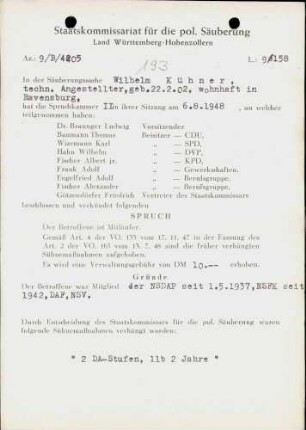 Staatskommissariat für die pol. Säuberung
Land Württemberg-Hohenzollern
Az.: 9/D/4205
193
L: 9/158
In der Säuberungssache Wilhelm Kühner,
techn. Angestellter, geb.22.2.02, wohnhaft in
Ravensburg,
hat der Spruchkammer II in ihrer Sitzung am 6.8.1948, an welcher
teilgenommen haben:
Dr. Ludwig Vorsitzender
Baumann Thomas Beisitzer — CDU,
Wizemann Karl — SPD,
Hahn Wilhelm — DVP,
Fischer Albert jr. — KPD,
Frank Adolf — Gewerkschaften,
Engelfried Adolf — Berufsgruppe,
Fischer Alexander — Berufsgruppe,
Götzendörfer Friedrich Vertreter des Staatskommissars
beschlossen und verkündet folgenden
SPRUCH
Der Betroffene ist Mitläufer.
Gemäß Art. 4 der VO. 133 vom 17. 11. 47 in der Fassung des
Art. 2 der VO. 165 vom 13. 7. 48 sind die früher verhängten
Sühnemaßnahmen aufgehoben.
Es wird eine Verwaltungsgebühr von DM 10.-- erhoben.
Gründe
Der Betroffene war Mitglied der NSDAP seit 1.5.1937, NSFK seit
1942, DAF, NSV.
Durch Entscheidung des Staatskommissars für die pol. Säuberung waren
folgende Sühnemaßnahmen verhängt worden:
" 2 DA-Stufen, 11b 2 Jahre "